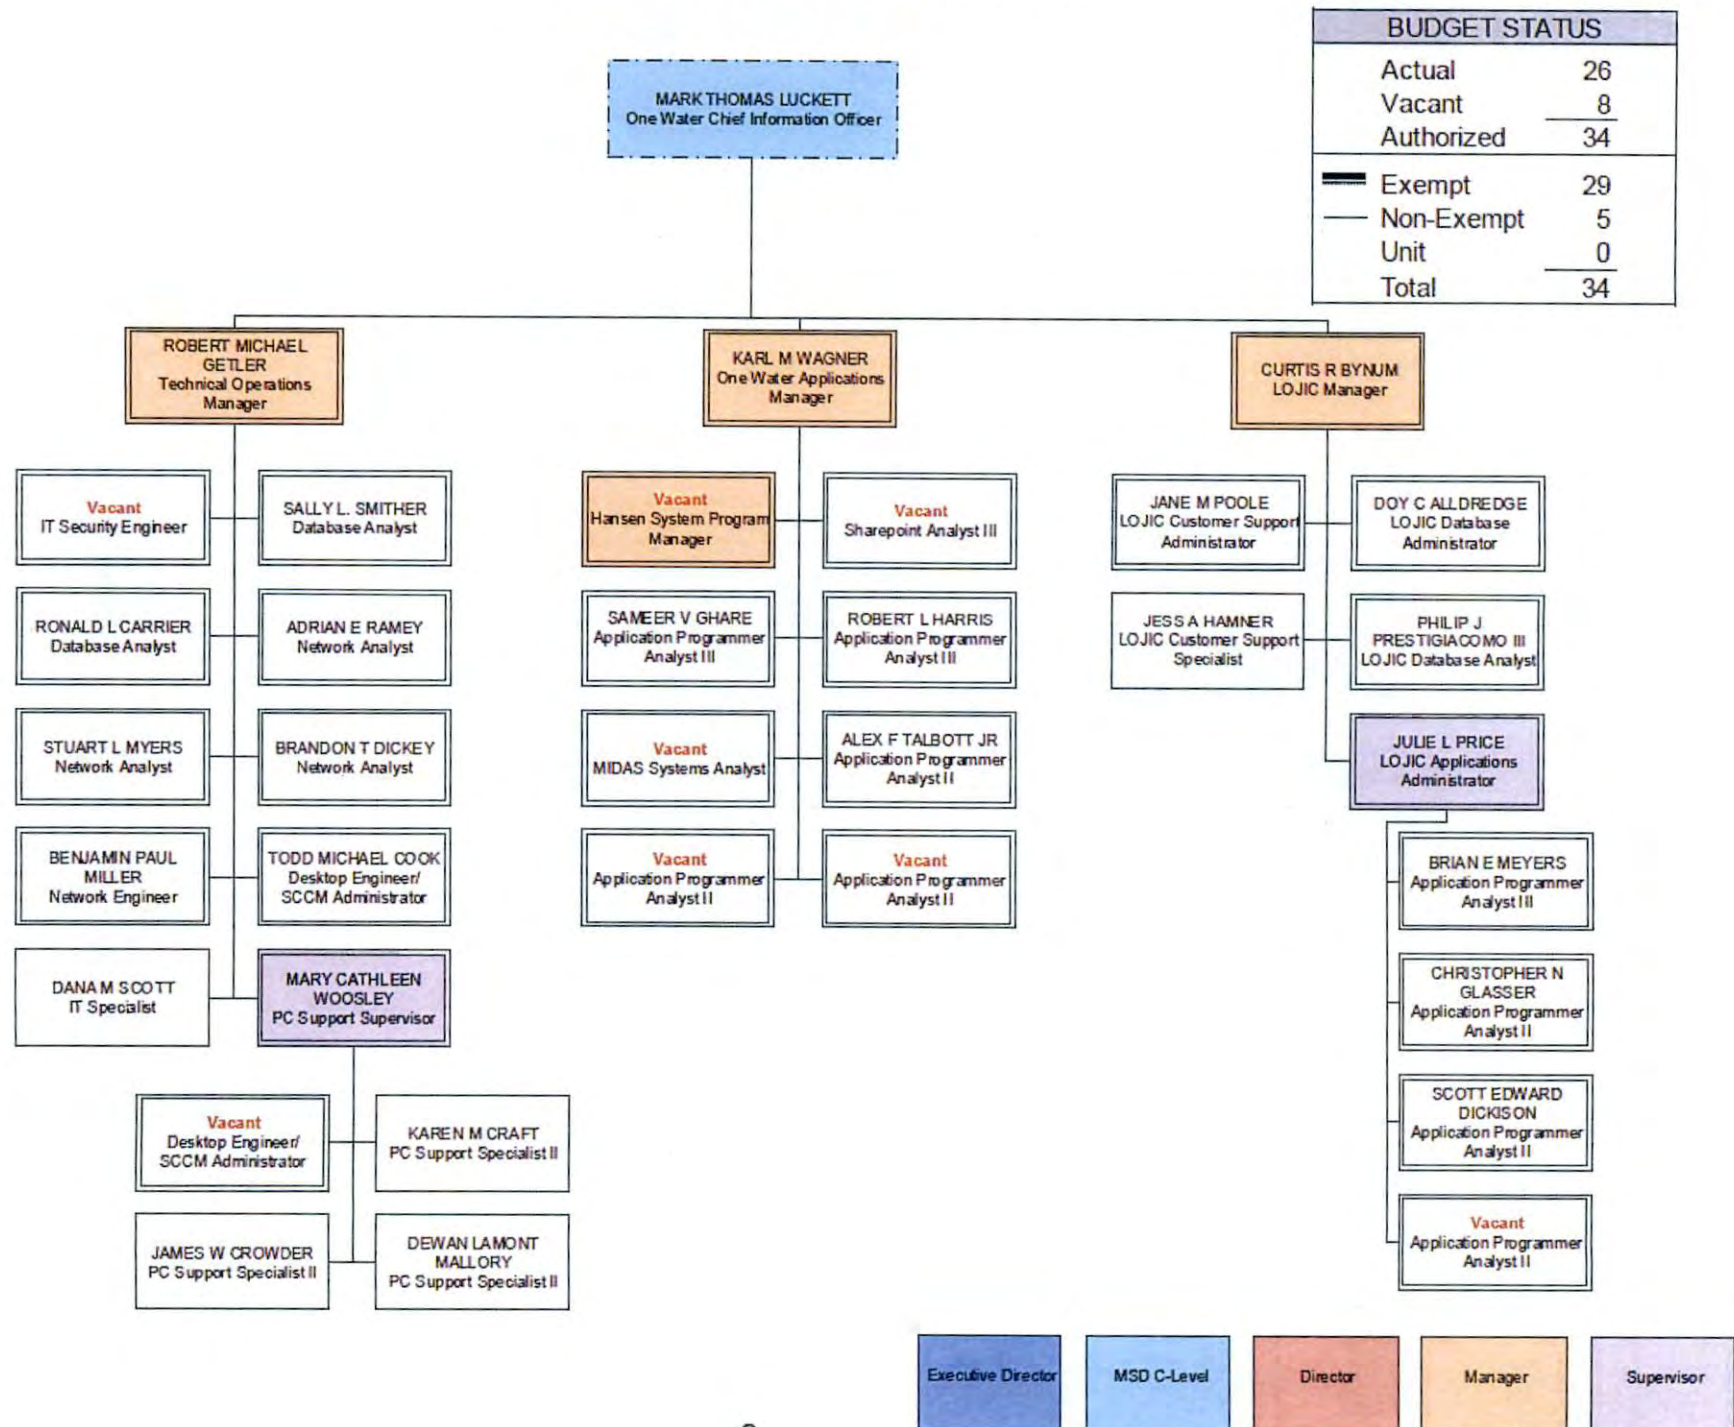 BUDGET STATUS
Actual 26
Vacant 8
Authorized 34
Exempt 29
Non-Exempt 5
Unit 0
Total 34
MARK THOMAS LUCKETT
One Water Chief Information Officer
ROBERT MICHAEL
GETLER
Technical Operations
Manager
KARL M WAGNER
One Water Applications
Manager
CURTIS R BYNUM
LOJIC Manager
Vacant
IT Security Engineer
SALLY L. SMITHER
Database Analyst
RONALD L CARRIER
Database Analyst
ADRIAN E RAMEY
Network Analyst
STUART L MYERS
Network Analyst
BRANDON T DICKEY
Network Analyst
BENJAMIN PAUL
MILLER
Network Engineer
TODD MICHAEL COOK
Desktop Engineer/
SCCM Administrator
DANA M SCOTT
IT Specialist
MARY CATHLEEN
WOOSLEY
PC Support Supervisor
Vacant
Desktop Engineer/
SCCM Administrator
KAREN M CRAFT
PC Support Specialist II
JAMES W CROWDER
PC Support Specialist II
DEWAN LAMONT
MALLORY
PC Support Specialist II
Vacant
Hansen System Program
Manager
Vacant
Sharepoint Analyst III
SAMEER V GHARE
Application Programmer
Analyst III
ROBERT L HARRIS
Application Programmer
Analyst III
Vacant
MIDAS Systems Analyst
ALEX F TALBOTT JR
Application Programmer
Analyst II
Vacant
Application Programmer
Analyst II
Vacant
Application Programmer
Analyst II
JANE M POOLE
LOJIC Customer Support
Administrator
DOY C ALLDREDGE
LOJIC Database
Administrator
JESS A HAMNER
LOJIC Customer Support
Specialist
PHILIP J
PRESTIGIACOMO III
LOJIC Database Analyst
JULIE L PRICE
LOJIC Applications
Administrator
BRIAN E MEYERS
Application Programmer
Analyst III
CHRISTOPHER N
GLASSER
Application Programmer
Analyst II
SCOTT EDWARD
DICKISON
Application Programmer
Analyst II
Vacant
Application Programmer
Analyst II
Executive Director
MSD C-Level
Director
Manager
Supervisor